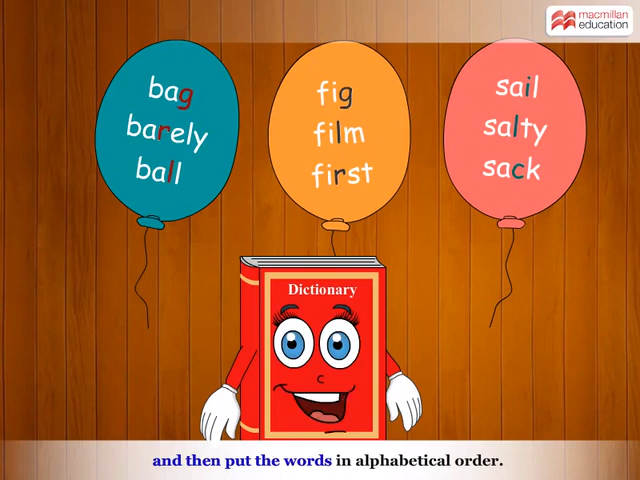 macmillan
education
bag
barely
ball
fig
film
first
sail
salty
sack
Dictionary
and then put the words in alphabetical order.